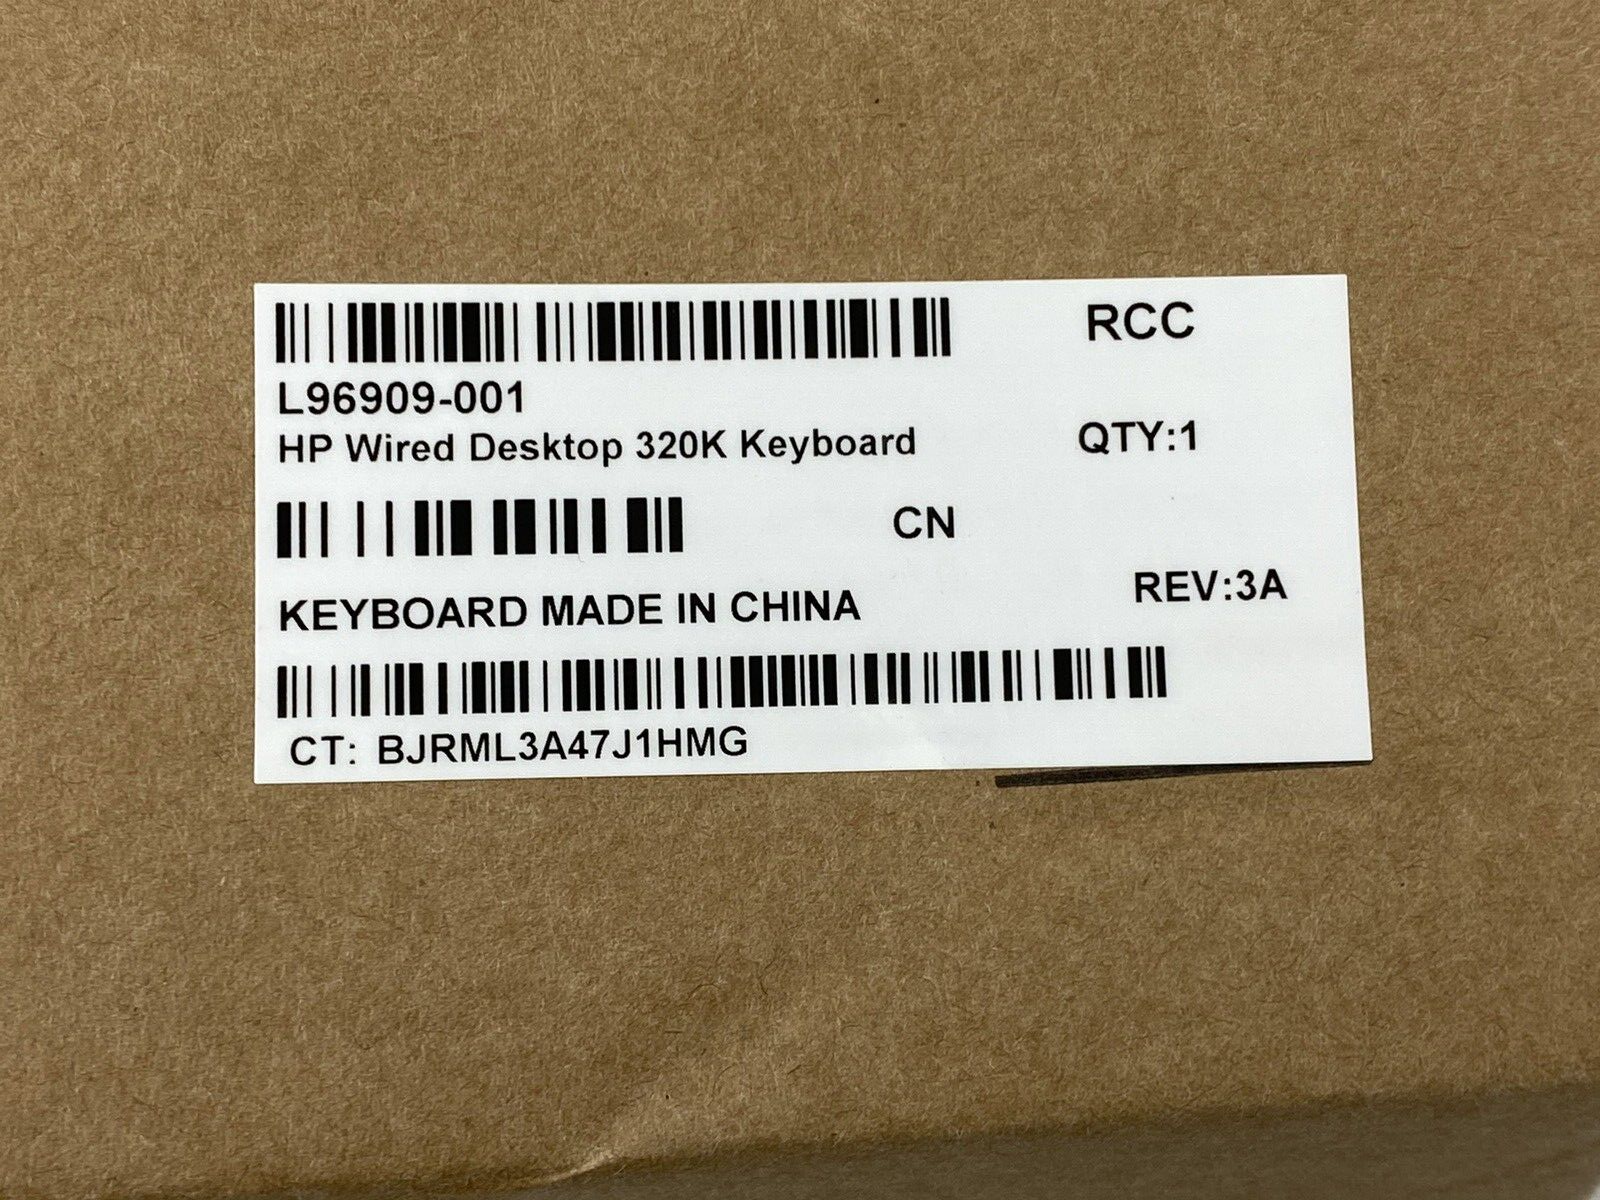 RCC
L96909-001
HP Wired Desktop 320K Keyboard QTY:1
CN
KEYBOARD MADE IN CHINA REV:3A
CT: BJRML3A47J1HMG